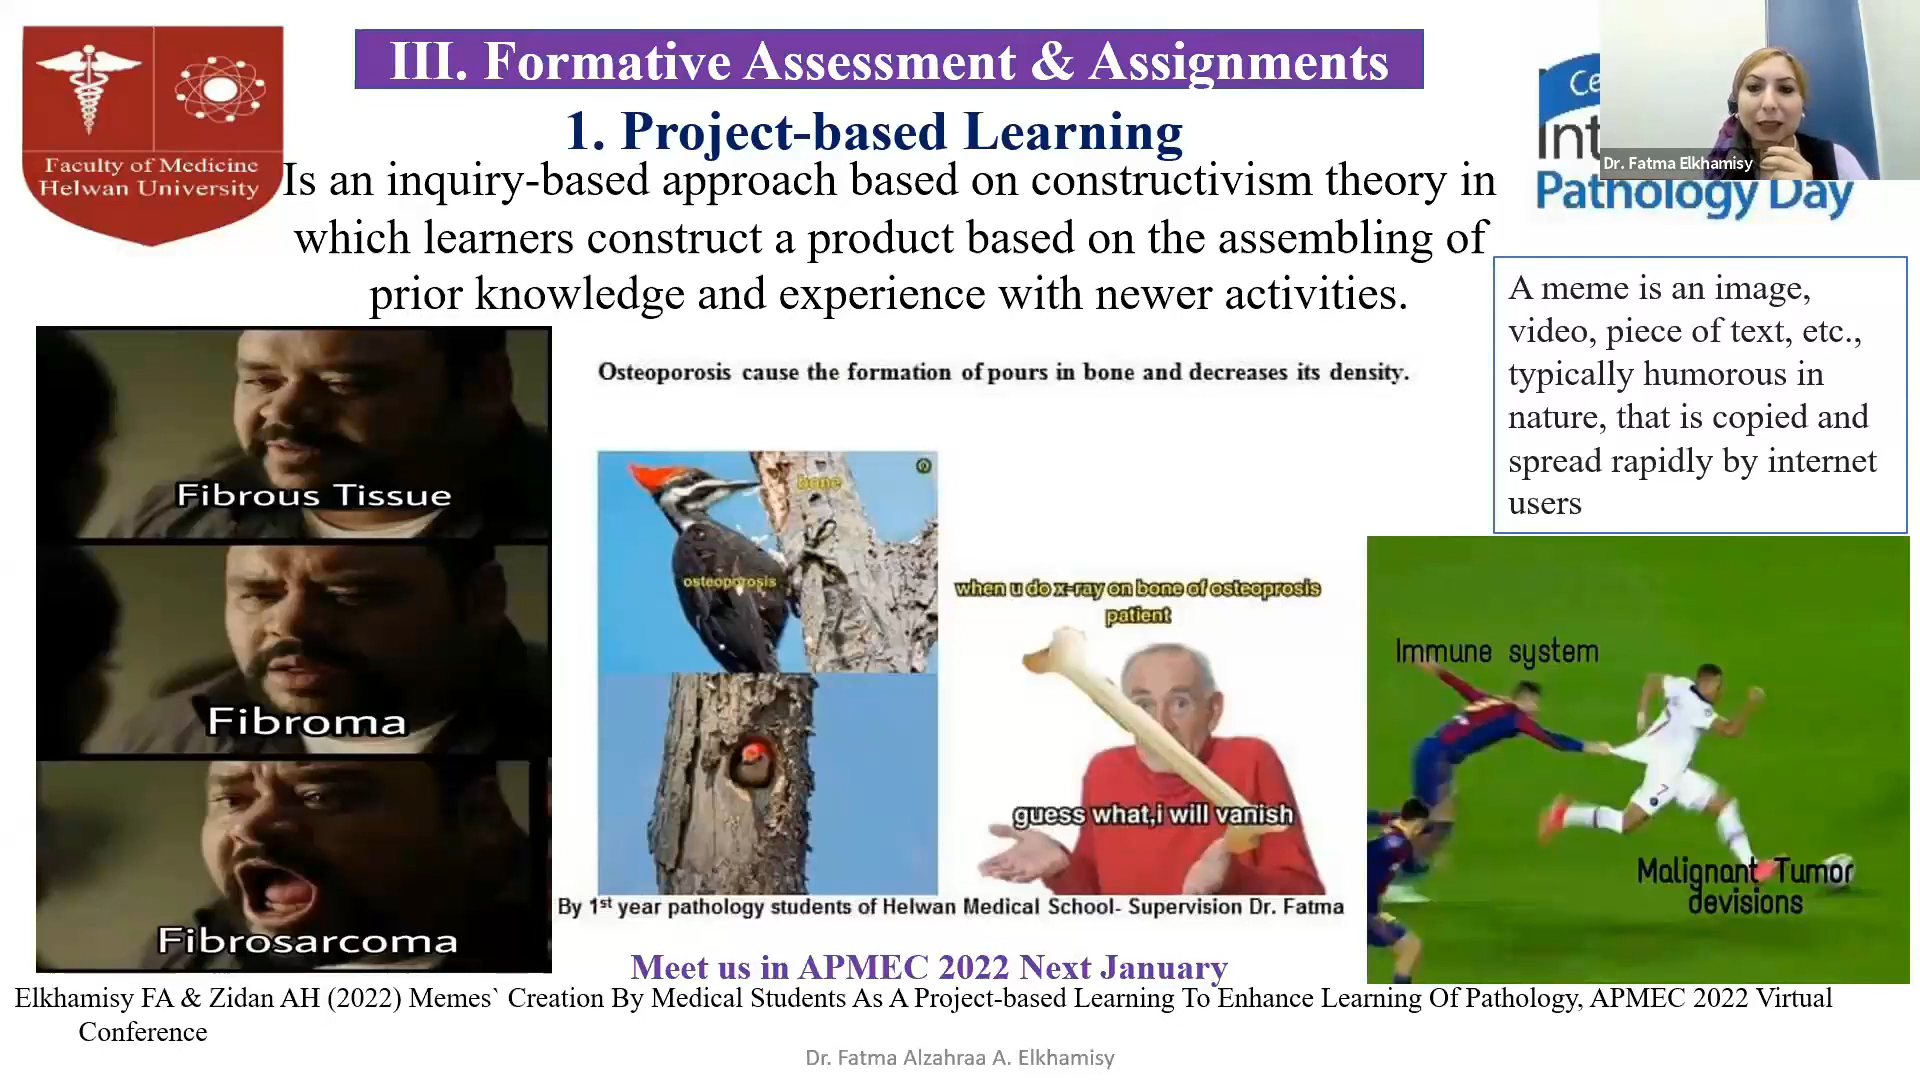 III. Formative Assessment & Assignments
1. Project-based Learning
Faculty of Medicine
Helwan University
Is an inquiry-based approach based on constructivism theory in
which learners construct a product based on the assembling of
prior knowledge and experience with newer activities.
Ce
Int
Pathology Day
Dr. Fatma Elkhamisy
A meme is an image,
video, piece of text, etc.,
typically humorous in
nature, that is copied and
spread rapidly by internet
users
Fibrous Tissue
Fibroma
Fibrosarcoma
Osteoporosis cause the formation of pours in bone and decreases its density.
bone
osteoporosis
when u do x-ray on bone of osteoprosis
patient
guess what,i will vanish
By 1st year pathology students of Helwan Medical School- Supervision Dr. Fatma
Immune system
7
Malignant Tumor
devisions
Meet us in APMEC 2022 Next January
Elkhamisy FA & Zidan AH (2022) Memes` Creation By Medical Students As A Project-based Learning To Enhance Learning Of Pathology, APMEC 2022 Virtual
Conference
Dr. Fatma Alzahraa A. Elkhamisy